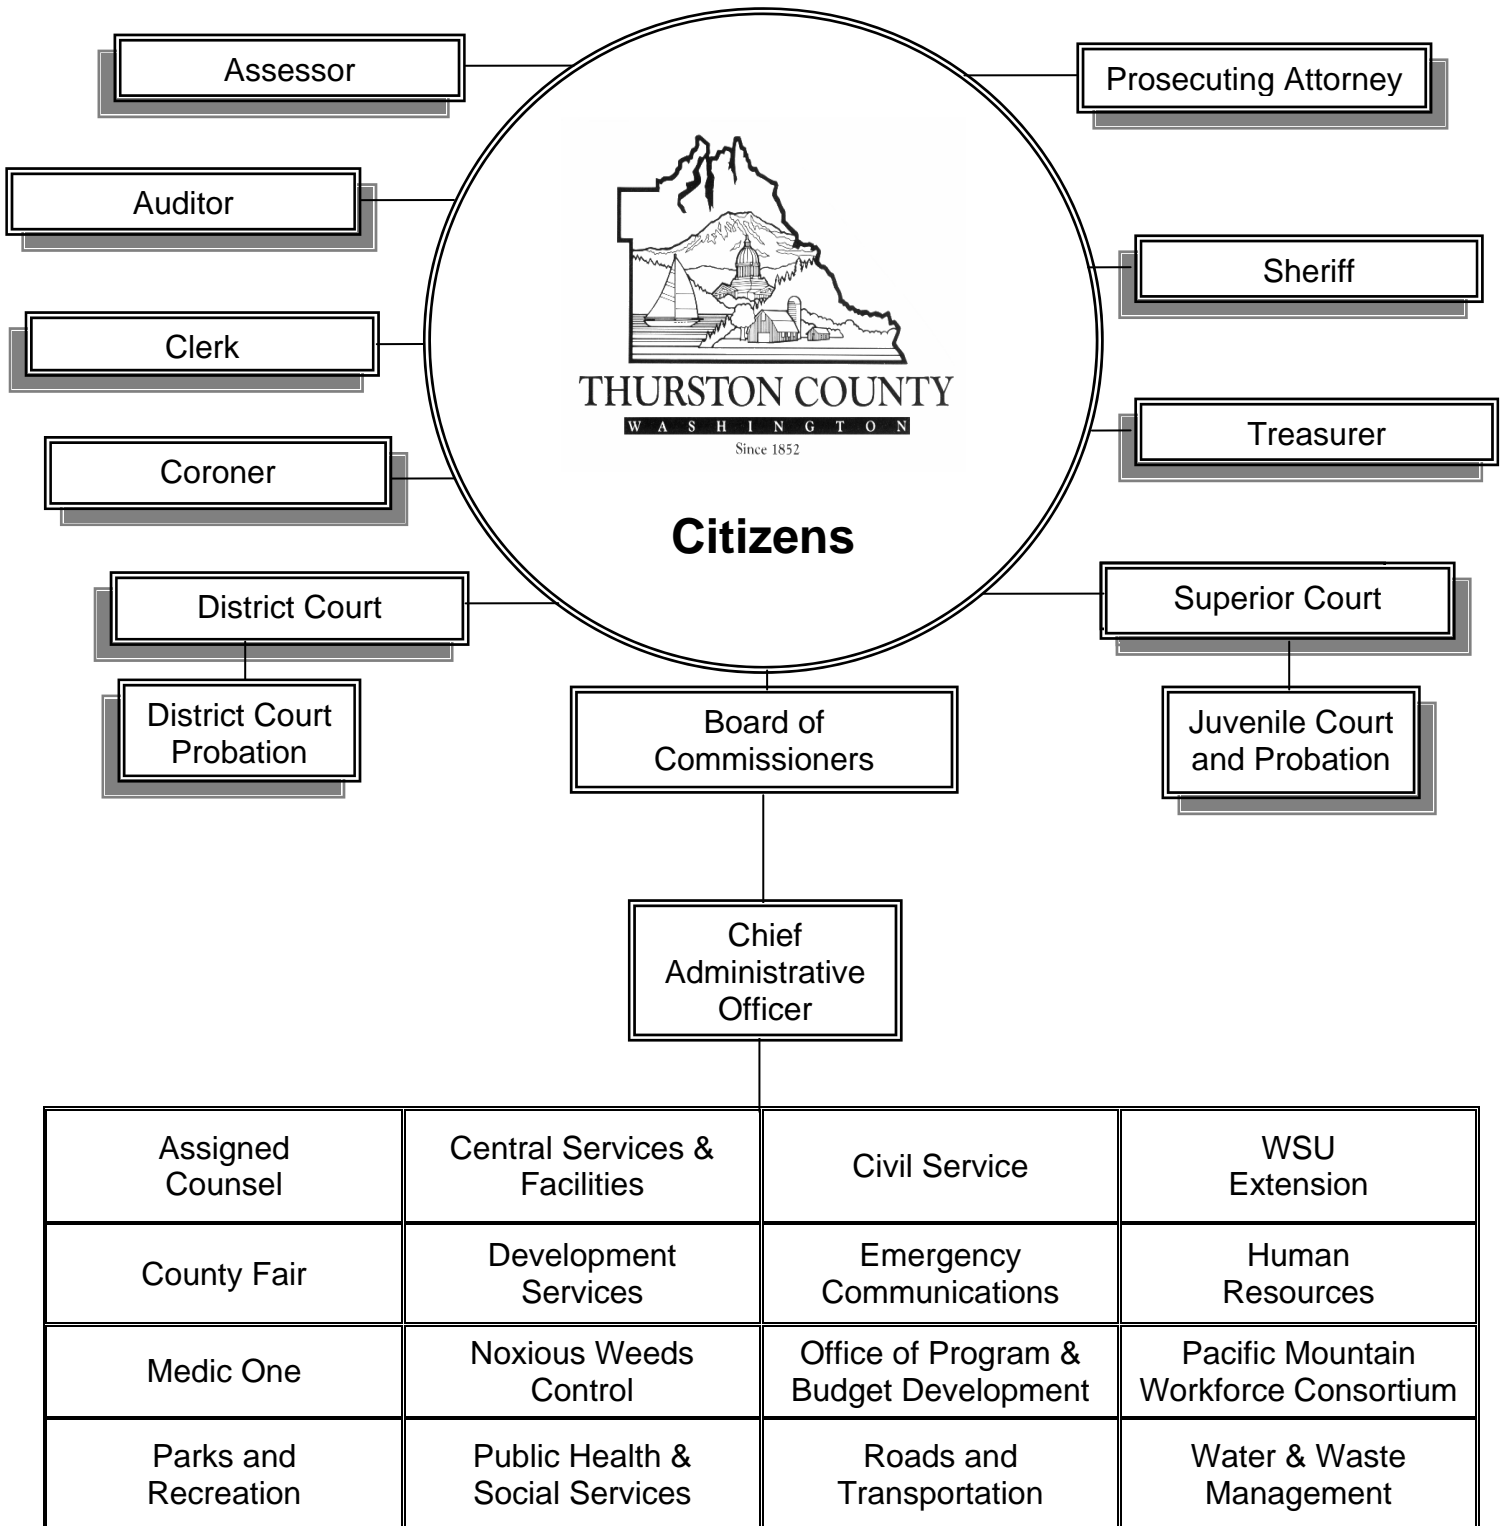 Assessor
Prosecuting Attorney
Auditor
Sheriff
Clerk
Treasurer
Coroner
THURSTON COUNTY
WASHINGTON
Since 1852
Citizens
District Court
Superior Court
District Court
Probation
Board of
Commissioners
Juvenile Court
and Probation
Chief
Administrative
Officer
Assigned
Counsel
Central Services &
Facilities
Civil Service
WSU
Extension
County Fair
Development
Services
Emergency
Communications
Human
Resources
Medic One
Noxious Weeds
Control
Office of Program &
Budget Development
Pacific Mountain
Workforce Consortium
Parks and
Recreation
Public Health &
Social Services
Roads and
Transportation
Water & Waste
Management